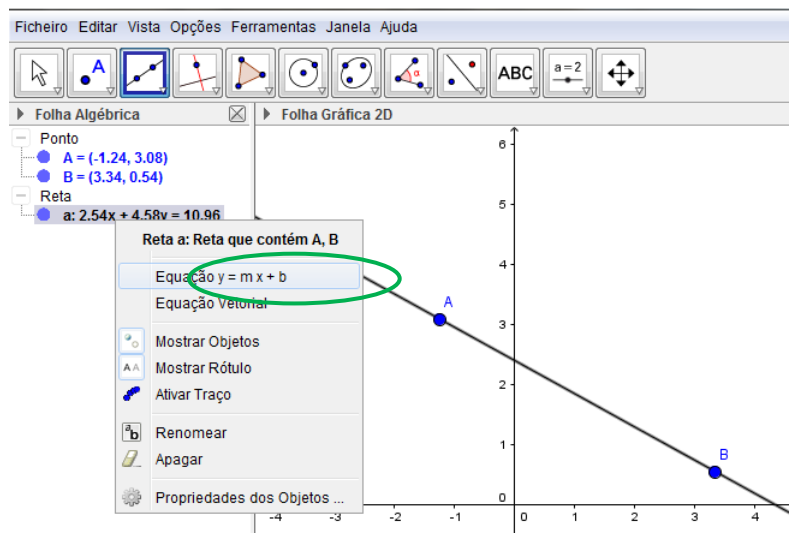 Ficheiro Editar Vista Opções Ferramentas Janela Ajuda
A α ABC a=2
Folha Algébrica
Folha Gráfica 2D
Ponto
A = (-1.24, 3.08)
B = (3.34, 0.54)
Reta
a: 2.54x + 4.58y = 10.96
Reta a: Reta que contém A, B
Equação y = m x + b
Equação Vetorial
Mostrar Objetos
AA Mostrar Rótulo
Ativar Traço
ab Renomear
Apagar
Propriedades dos Objetos ...
6
5
4
A
3
2
1
B
0
-4 -3 -2 -1 0 1 2 3 4